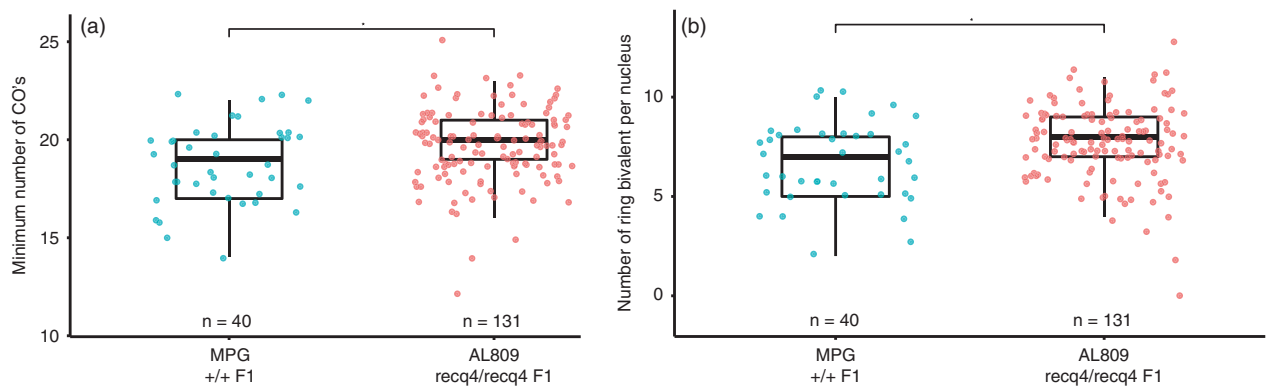 (a)
Minimum number of CO's
25
20
15
10
*
n = 40
n = 131
MPG
+/+ F1
AL809
recq4/recq4 F1
(b)
Number of ring bivalent per nucleus
10
5
0
*
n = 40
n = 131
MPG
+/+ F1
AL809
recq4/recq4 F1